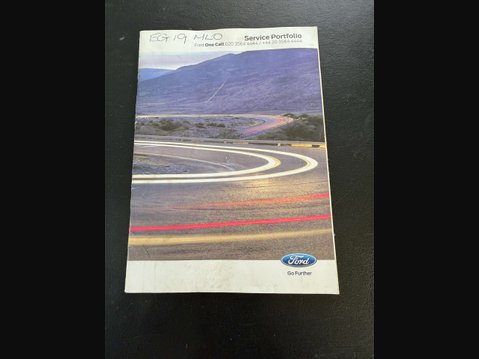 EG19 MLO
Service Portfolio
Ford One Call 020 3564 4444 / +44 20 3564 4444
Ford
Go Further